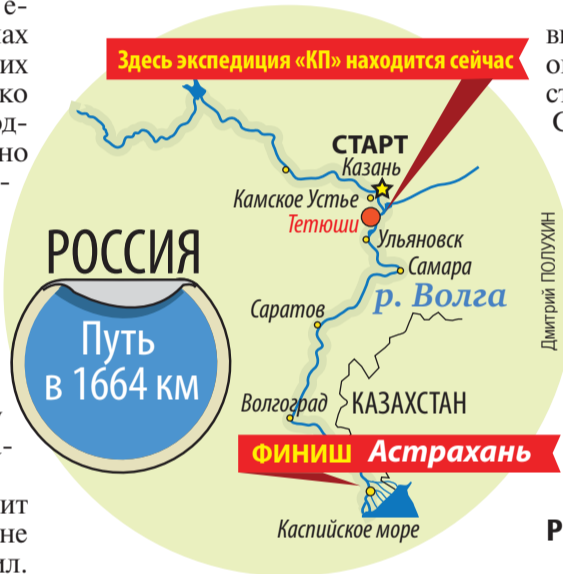 Здесь экспедиция «КП» находится сейчас
СТАРТ
Казань
Камское Устье
Тетюши
Ульяновск
Самара
р. Волга
РОССИЯ
Путь
в 1664 км
Саратов
Волгоград
КАЗАХСТАН
ФИНИШ Астрахань
Каспийское море
Дмитрий ПОЛУХИН